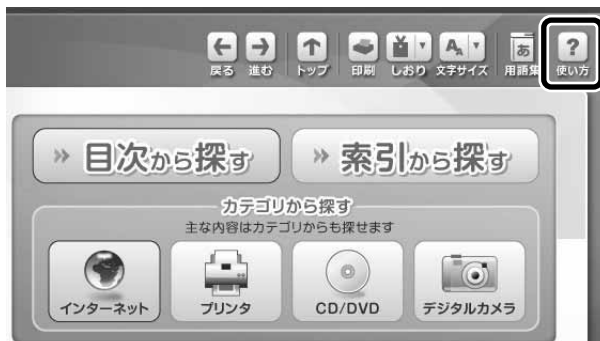 戻る 進む トップ 印刷 しおり 文字サイズ 用語集 使い方
目次から探す 索引から探す
カテゴリから探す
主な内容はカテゴリからも探せます
インターネット プリンタ CD/DVD デジタルカメラ